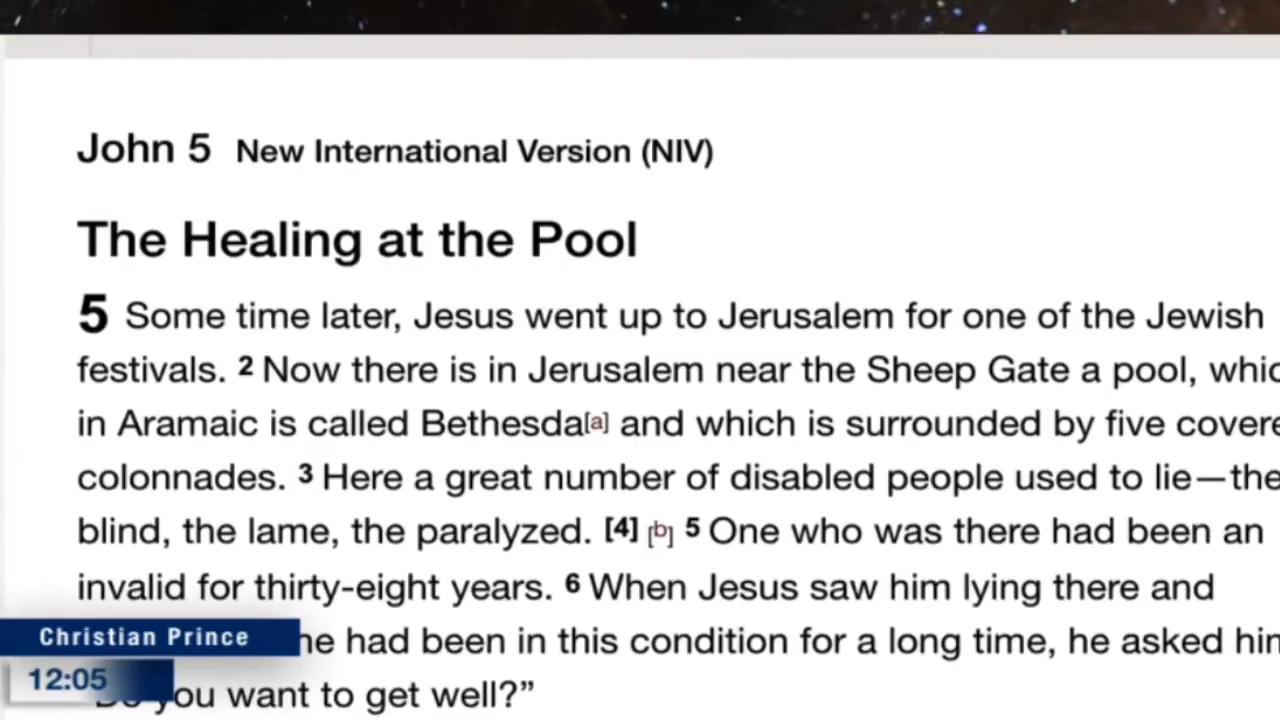 John 5 New International Version (NIV)
The Healing at the Pool
5 Some time later, Jesus went up to Jerusalem for one of the Jewish
festivals. 2 Now there is in Jerusalem near the Sheep Gate a pool,
in Aramaic is called Bethesda[a] and which is surrounded by five
colonnades. 3 Here a great number of disabled people used to lie—the
blind, the lame, the paralyzed. [4] [b] 5 One who was there had been an
invalid for thirty-eight years. 6 When Jesus saw him lying there and
Christian Prince
he had been in this condition for a long time, he asked
12:05
you want to get well?”